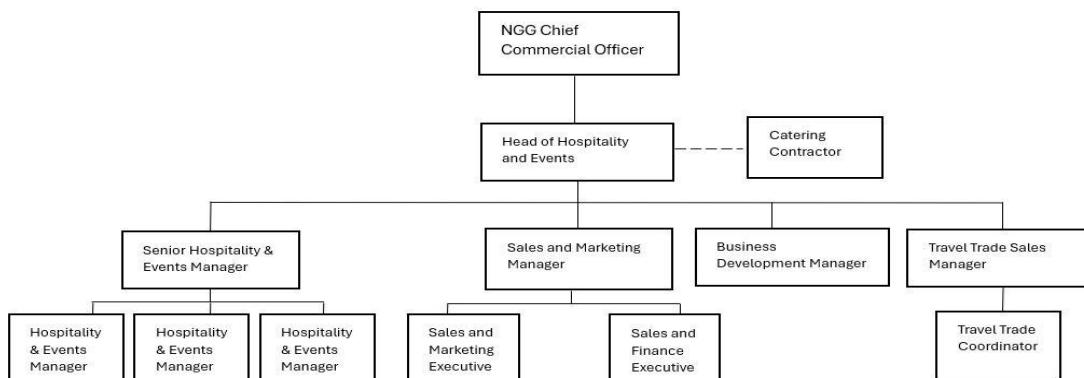 NGG Chief
Commercial Officer
Head of Hospitality
and Events
Catering
Contractor
Senior Hospitality &
Events Manager
Sales and Marketing
Manager
Business
Development Manager
Travel Trade Sales
Manager
Hospitality
& Events
Manager
Hospitality
& Events
Manager
Hospitality
& Events
Manager
Sales and
Marketing
Executive
Sales and
Finance
Executive
Travel Trade
Coordinator